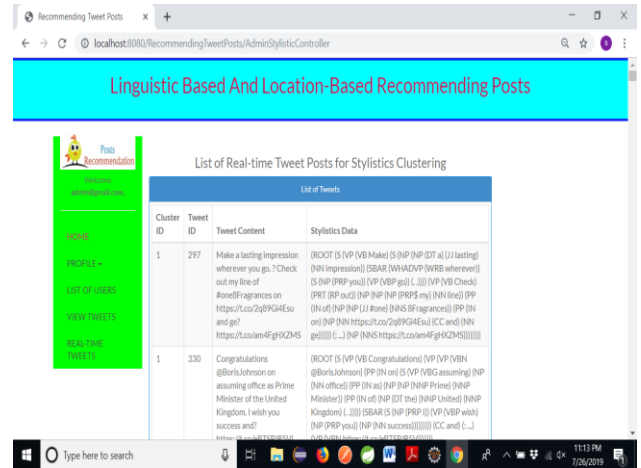 Recommending Tweet Posts
localhost:8080/RecommendingTweetPosts/AdminStylisticController
Linguistic Based And Location-Based Recommending Posts
Posts
Recommendation
Welcome
admin@gmail.com,
HOME
PROFILE
LIST OF USERS
VIEW TWEETS
REAL-TIME
TWEETS
List of Real-time Tweet Posts for Stylistics Clustering
List of Tweets
Cluster ID Tweet ID Tweet Content Stylistics Data
1 297
Make a lasting impression
wherever you go. ? Check
out my line of
#one8Fragrances on
https://t.co/2q89Gl4Esu
and ge?
https://t.co/am4FgHXZMS
(ROOT (S (VP (VB Make) (S (NP (NP (DT a) (JJ lasting)
(NN impression)) (SBAR (WHADVP (WRB wherever))
(S (NP (PRP you)) (VP (VBP go)) (. .)))) (VP (VB Check)
(PRT (RP out)) (NP (NP (NP (PRP$ my) (NN line)) (PP
(IN of) (NP (NP (JJ #one) (NNS 8Fragrances)) (PP (IN
on) (NP (NN https://t.co/2q89Gl4Esu) (CC and) (NN
ge)))))) (: ...) (NP (NNS https://t.co/am4FgHXZMS))))))))
1 330
Congratulations
@BorisJohnson on
assuming office as Prime
Minister of the United
Kingdom. I wish you
success and?
(ROOT (S (VP (VB Congratulations) (VP (VP (VBN
@BorisJohnson) (PP (IN on) (S (VP (VBG assuming) (NP
(NN office)) (PP (IN as) (NP (NP (NNP Prime) (NNP
Minister)) (PP (IN of) (NP (DT the) (NNP United) (NNP
Kingdom) (. .))))) (SBAR (S (NP (PRP I)) (VP (VBP wish)
(NP (PRP you)) (NP (NN success)))))))) (CC and) (: ...)
Type here to search
11:13 PM
7/26/2019